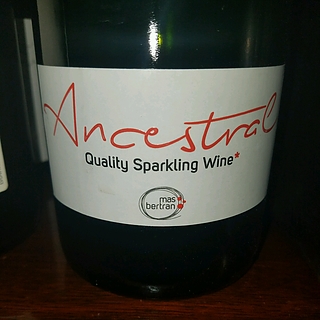 Ancestral
Quality Sparkling Wine*
mas
bertran